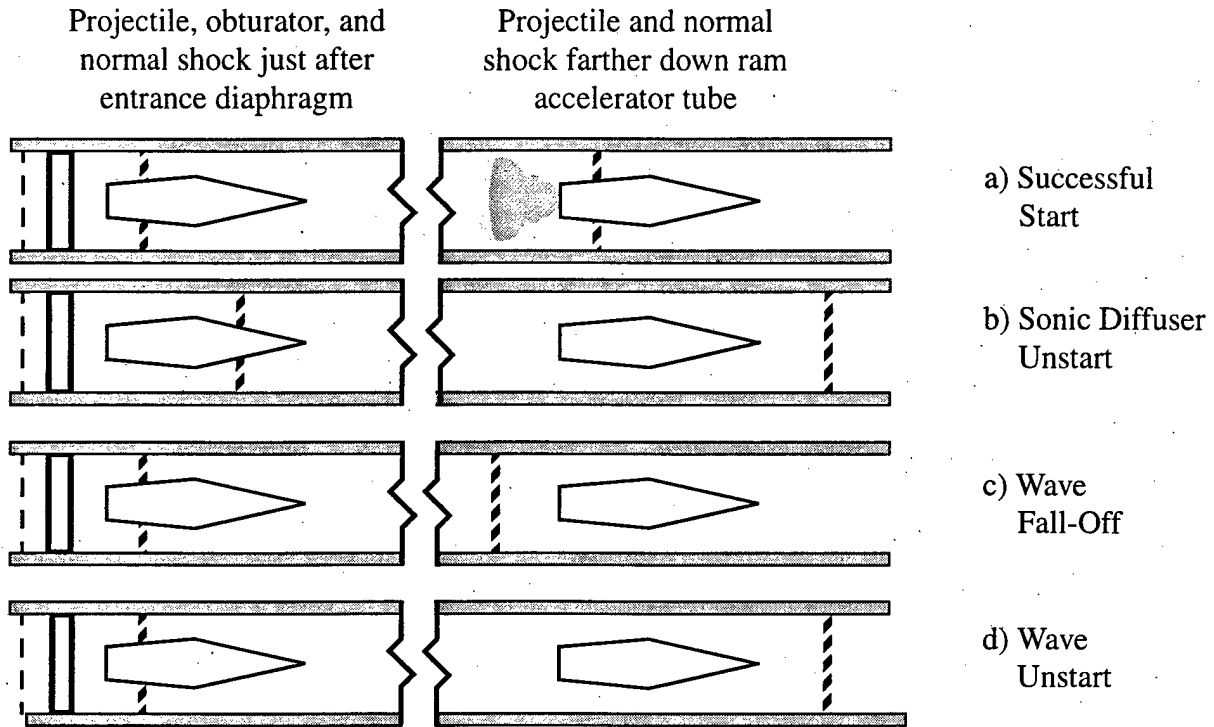 Projectile, obturator, and
normal shock just after
entrance diaphragm
Projectile and normal
shock farther down ram
accelerator tube
a) Successful
Start
b) Sonic Diffuser
Unstart
c) Wave
Fall-Off
d) Wave
Unstart